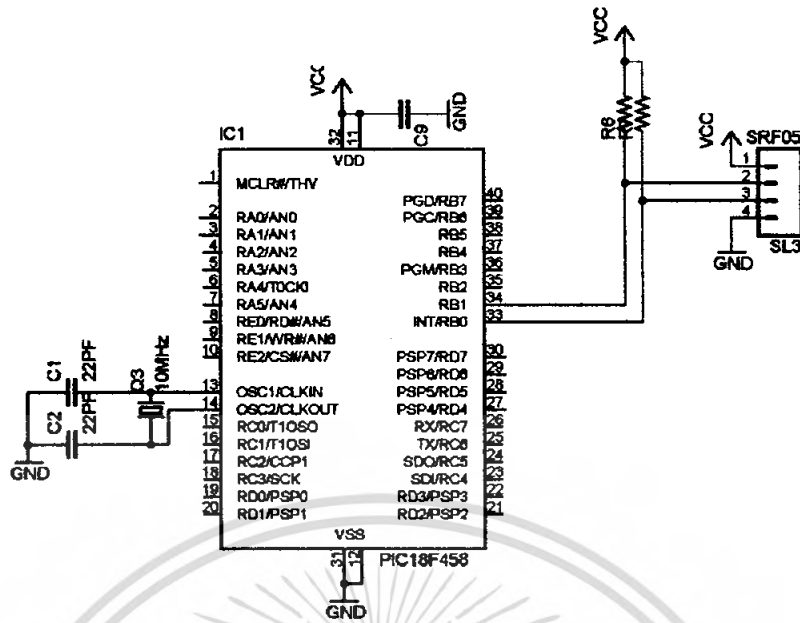 VCC
VCC
GND
C9
IC1
32
11
VDD
R6
VCC
SRF05
1
2
3
4
GND
SL3
1 MCLR#/THV
2 RA0/AN0
3 RA1/AN1
4 RA2/AN2
5 RA3/AN3
6 RA4/T0CKI
7 RA5/AN4
8 RE0/RD#/AN5
9 RE1/WR#/AN6
10 RE2/CS#/AN7
13 OSC1/CLKIN
14 OSC2/CLKOUT
15 RC0/T1OSO
16 RC1/T1OSI
17 RC2/CCP1
18 RC3/SCK
19 RD0/PSP0
20 RD1/PSP1
PGD/RB7 40
PGC/RB6 39
RB5 38
RB4 37
PGM/RB3 36
RB2 35
RB1 34
INT/RB0 33
PSP7/RD7 30
PSP6/RD6 29
PSP5/RD5 28
PSP4/RD4 27
RX/RC7 26
TX/RC6 25
SDO/RC5 24
SDI/RC4 23
RD3/PSP3 22
RD2/PSP2 21
C1
22PF
C2
22PF
Q3
10MHz
GND
VSS
31
12
PIC18F458
GND